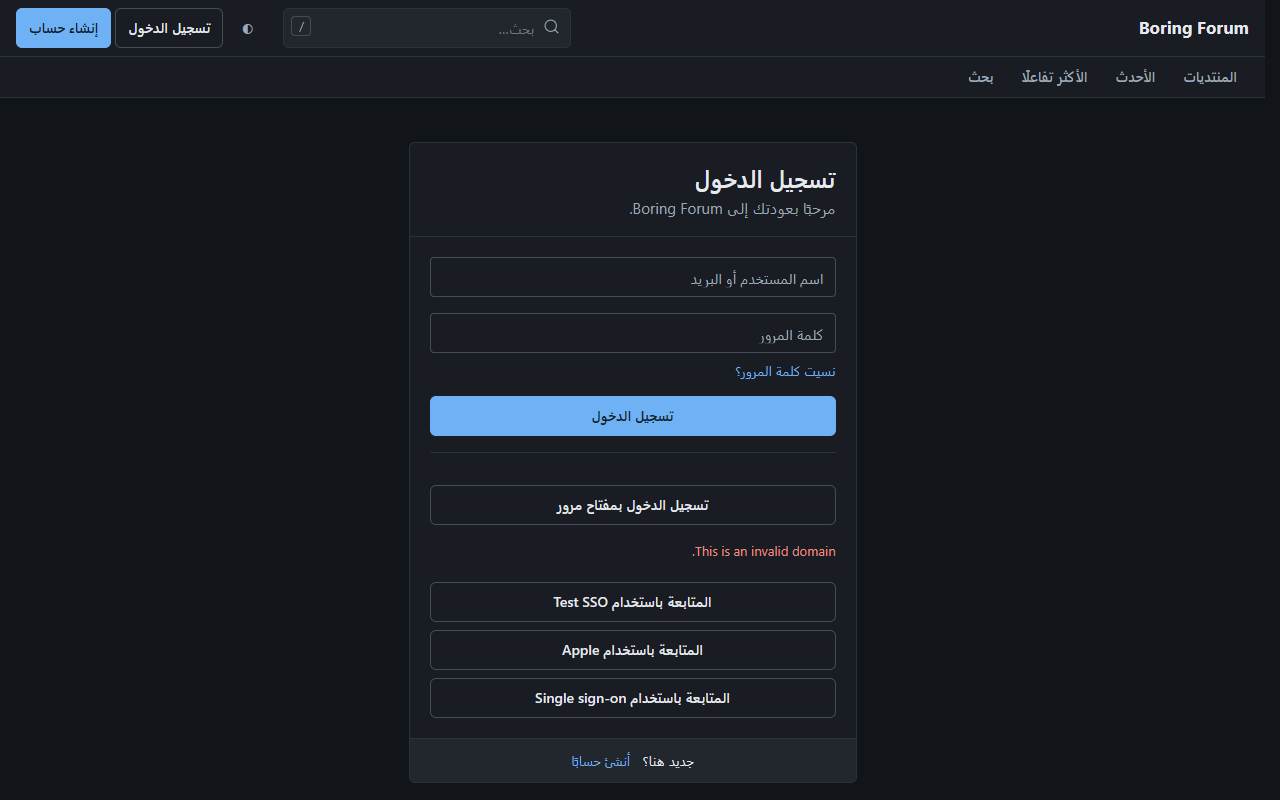 Boring Forum
بحث...
/
تسجيل الدخول
إنشاء حساب
المنتديات
الأحدث
الأكثر تفاعلًا
بحث
تسجيل الدخول
مرحبًا بعودتك إلى Boring Forum.
اسم المستخدم أو البريد
كلمة المرور
نسيت كلمة المرور؟
تسجيل الدخول
تسجيل الدخول بمفتاح مرور
This is an invalid domain.
المتابعة باستخدام Test SSO
المتابعة باستخدام Apple
المتابعة باستخدام Single sign-on
جديد هنا؟ أنشئ حسابًا